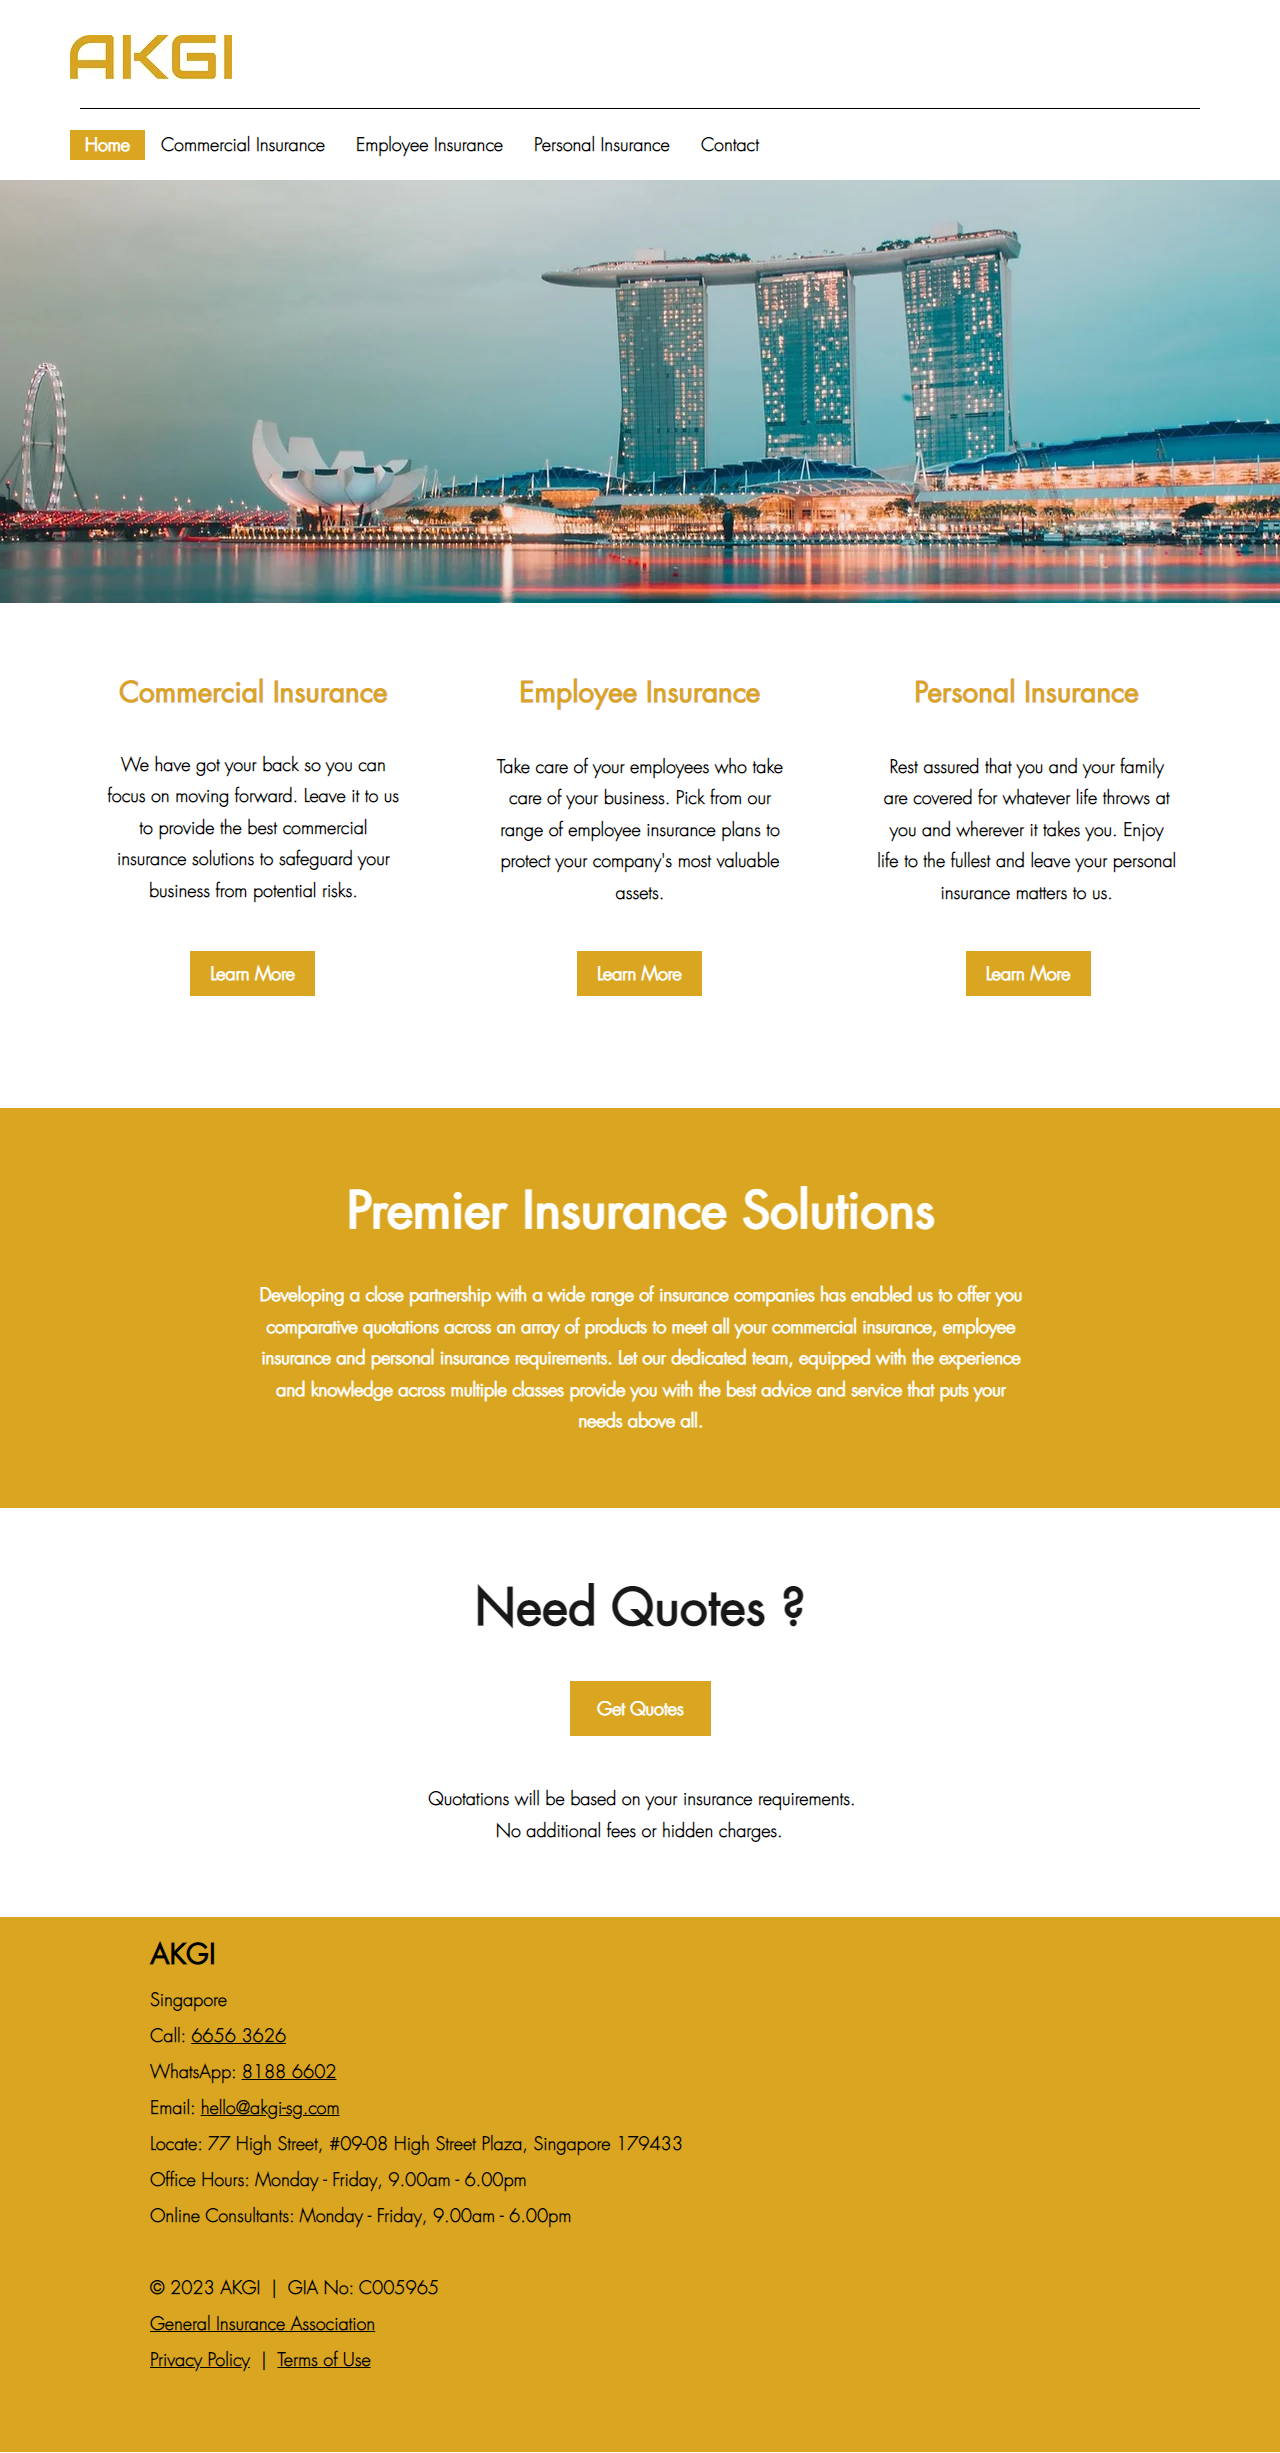 AKGI
Home
Commercial Insurance
Employee Insurance
Personal Insurance
Contact
Commercial Insurance
We have got your back so you can
focus on moving forward. Leave it to us
to provide the best commercial
insurance solutions to safeguard your
business from potential risks.
Learn More
Employee Insurance
Take care of your employees who take
care of your business. Pick from our
range of employee insurance plans to
protect your company's most valuable
assets.
Learn More
Personal Insurance
Rest assured that you and your family
are covered for whatever life throws at
you and wherever it takes you. Enjoy
life to the fullest and leave your personal
insurance matters to us.
Learn More
Premier Insurance Solutions
Developing a close partnership with a wide range of insurance companies has enabled us to offer you
comparative quotations across an array of products to meet all your commercial insurance, employee
insurance and personal insurance requirements. Let our dedicated team, equipped with the experience
and knowledge across multiple classes provide you with the best advice and service that puts your
needs above all.
Need Quotes ?
Get Quotes
Quotations will be based on your insurance requirements.
No additional fees or hidden charges.
AKGI
Singapore
Call: 6656 3626
WhatsApp: 8188 6602
Email: hello@akgi-sg.com
Locate: 77 High Street, #09-08 High Street Plaza, Singapore 179433
Office Hours: Monday - Friday, 9.00am - 6.00pm
Online Consultants: Monday - Friday, 9.00am - 6.00pm
© 2023 AKGI | GIA No: C005965
General Insurance Association
Privacy Policy | Terms of Use